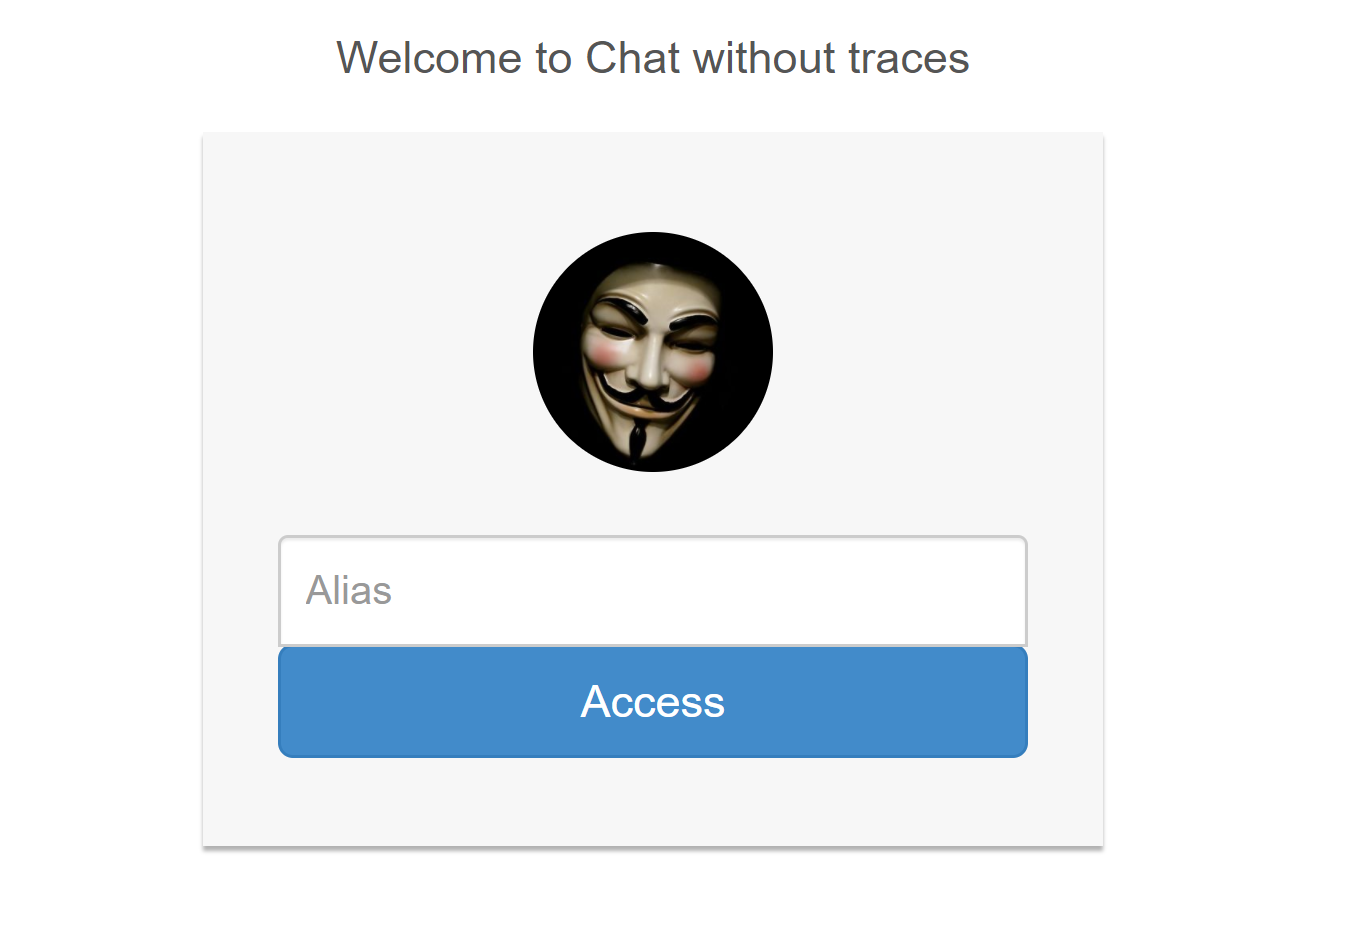 Welcome to Chat without traces
Alias
Access